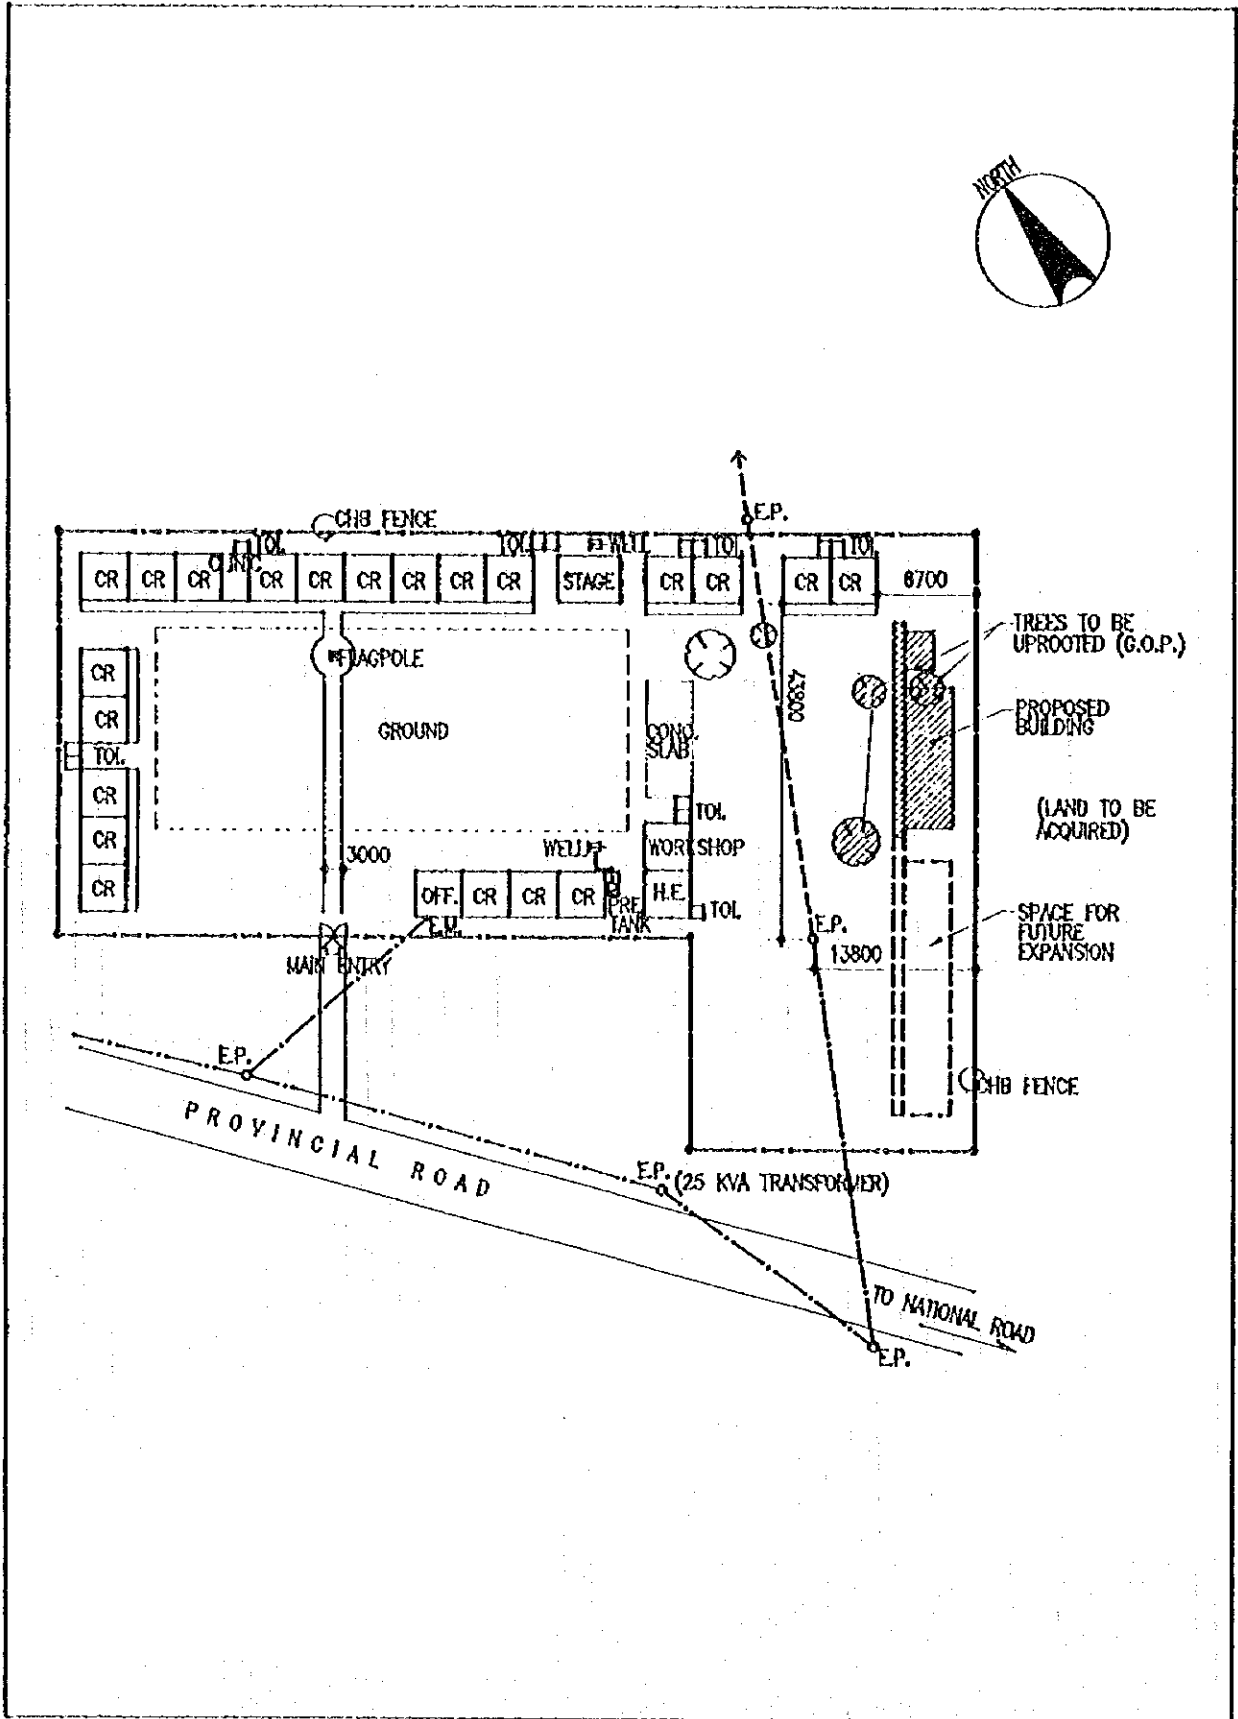 NORTH
CHB FENCE
E.P.
TOL.
TOL.
WELL
TOL.
TOL.
CLINIC
CR
CR
CR
CR
CR
CR
CR
CR
CR
STAGE
CR
CR
CR
CR
6700
TREES TO BE
UPROOTED (G.O.P.)
FLAGPOLE
CR
CR
TOL.
CR
CR
CR
GROUND
CONC.
SLAB
43800
PROPOSED
BUILDING
(LAND TO BE
ACQUIRED)
TOL.
WORKSHOP
WELL
3000
OFF.
CR
CR
CR
PRE.
TANK
H.E.
TOL.
E.M.
E.P.
13800
SPACE FOR
FUTURE
EXPANSION
MAIN ENTRY
E.P.
CHB FENCE
PROVINCIAL ROAD
E.P. (25 KVA TRANSFORMER)
TO NATIONAL ROAD
E.P.